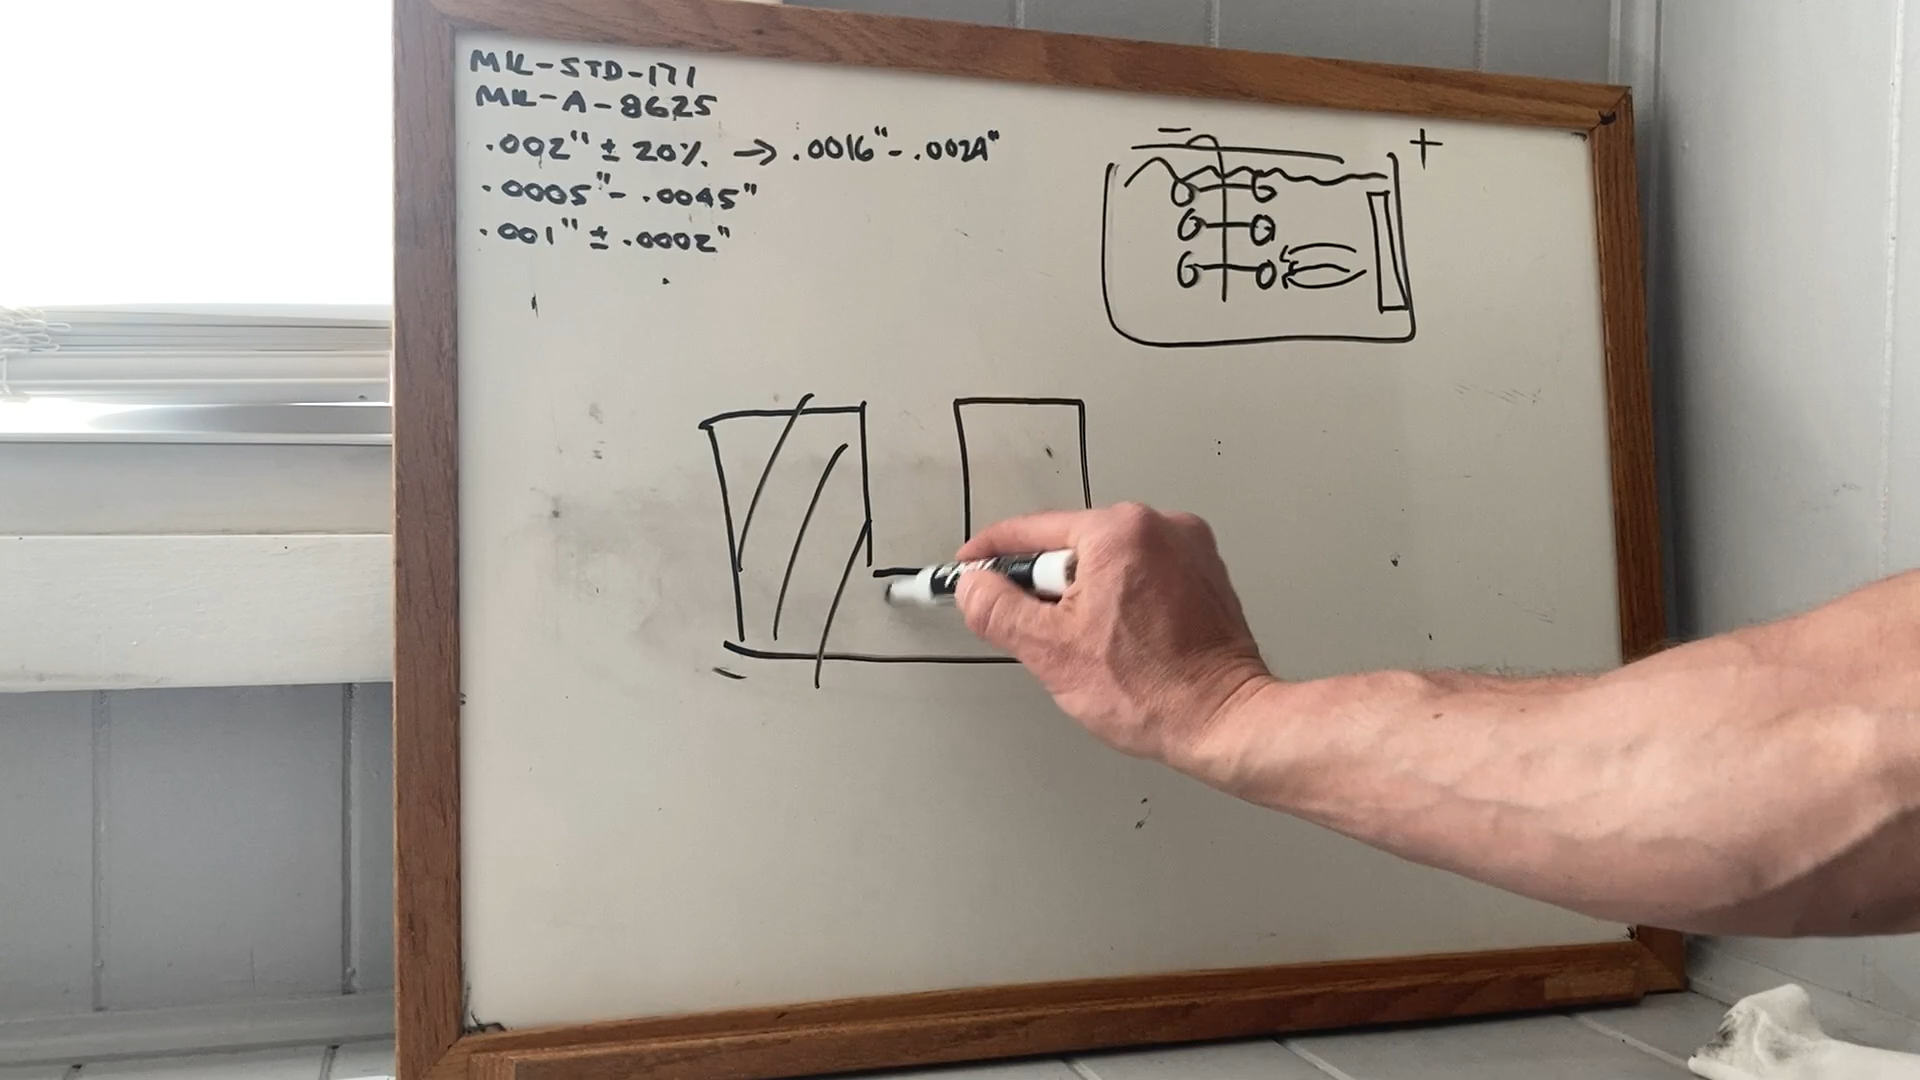 MIL-STD-171
MIL-A-8625
.002" ± 20% → .0016" - .0024"
.0005" - .0045"
.001" ± .0002"
- +